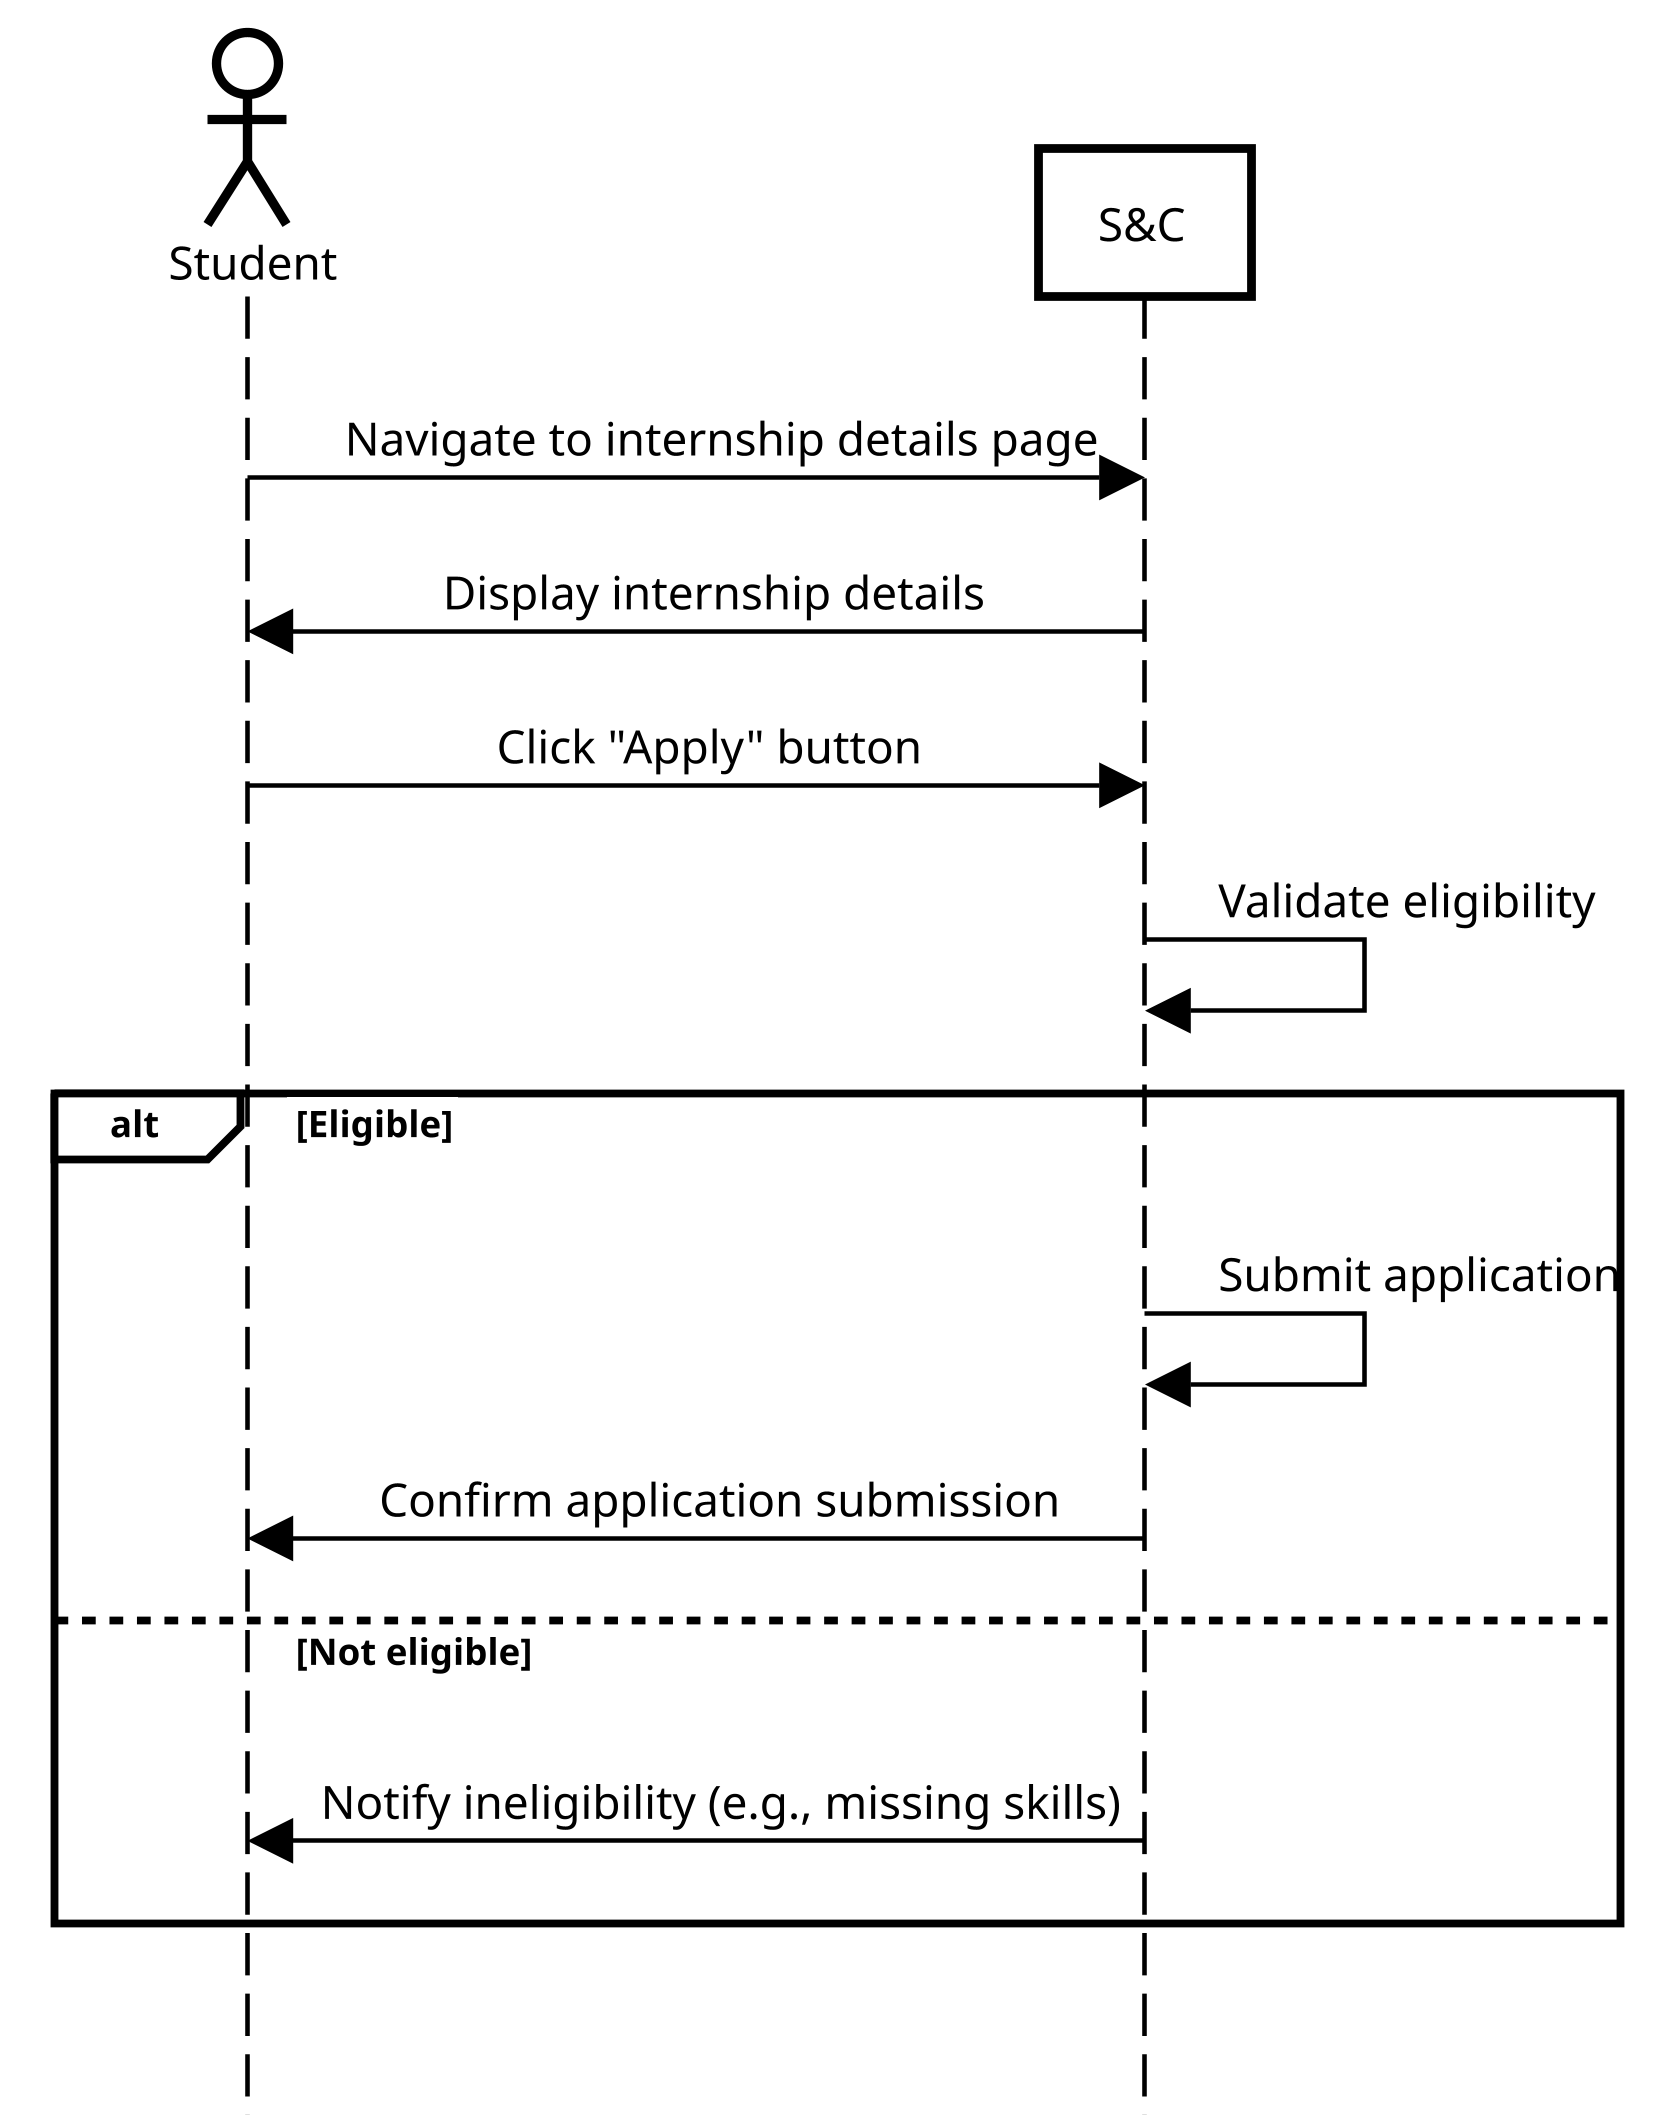 Student
S&C
Navigate to internship details page
Display internship details
Click "Apply" button
Validate eligibility
alt
[Eligible]
Submit application
Confirm application submission
[Not eligible]
Notify ineligibility (e.g., missing skills)